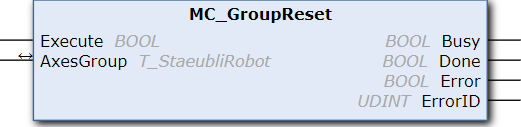 MC_GroupReset
Execute BOOL BOOL Busy
AxesGroup T_StaeubliRobot BOOL Done
BOOL Error
UDINT ErrorID